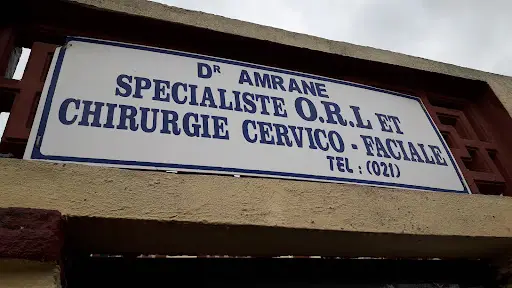 Dr AMRANE
SPECIALISTE O.R.L ET
CHIRURGIE CERVICO - FACIALE
TEL : (021)